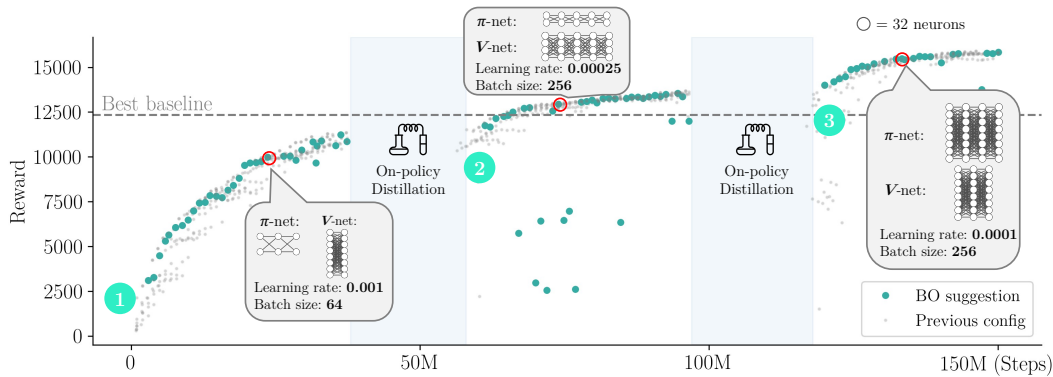 = 32 neurons
π-net:
V-net:
Learning rate: 0.00025
Batch size: 256
15000
12500
10000
7500
5000
2500
0
Reward
Best baseline
On-policy
Distillation
On-policy
Distillation
1
2
3
π-net: V-net:
Learning rate: 0.001
Batch size: 64
π-net:
V-net:
Learning rate: 0.0001
Batch size: 256
BO suggestion
Previous config
0 50M 100M 150M (Steps)